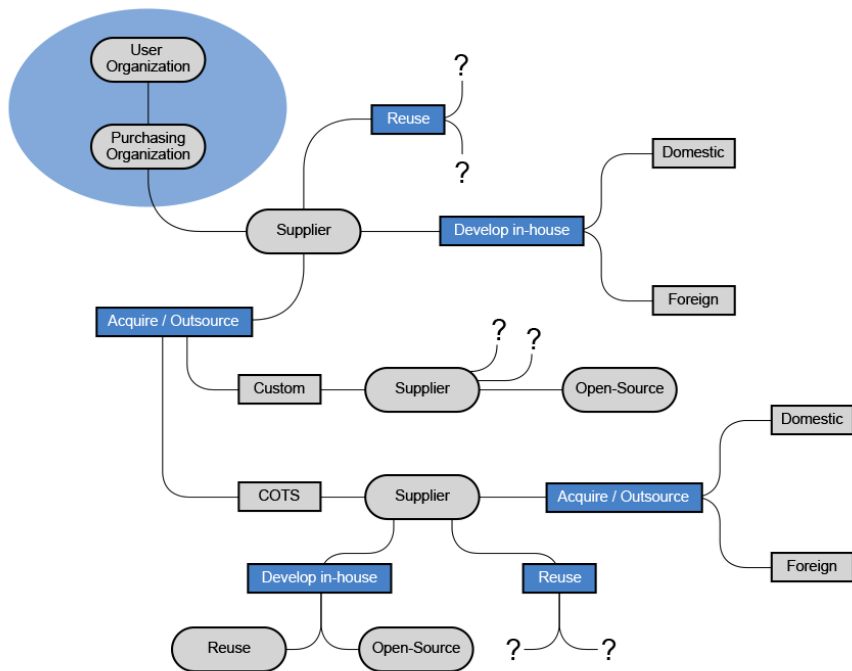 User
Organization
?
Reuse
Purchasing
Organization
?
Domestic
Supplier
Develop in-house
Foreign
Acquire / Outsource
?
?
Custom
Supplier
Open-Source
Domestic
COTS
Supplier
Acquire / Outsource
Develop in-house
Reuse
Foreign
Reuse
Open-Source
?
?